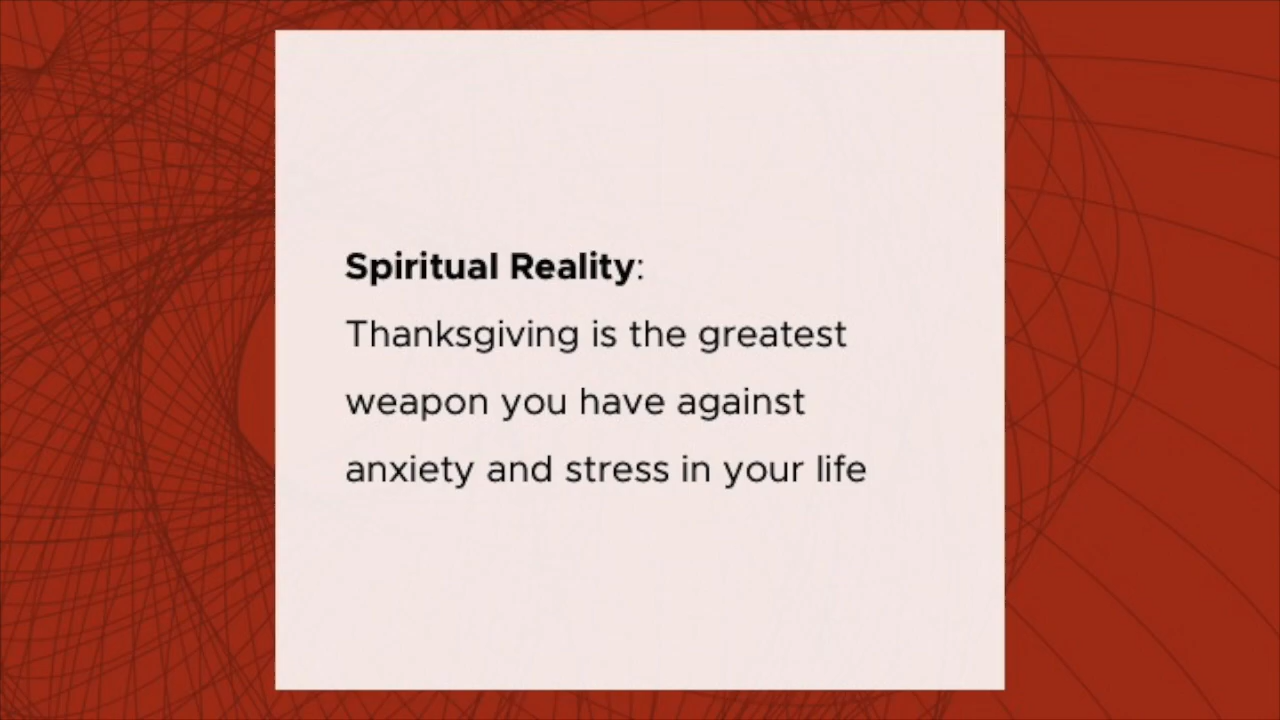 Spiritual Reality:
Thanksgiving is the greatest
weapon you have against
anxiety and stress in your life